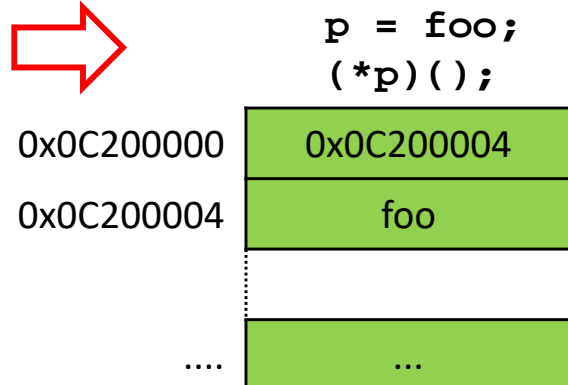 p = foo;
(*p)();
0x0C200000 0x0C200004
0x0C200004 foo
.... ...